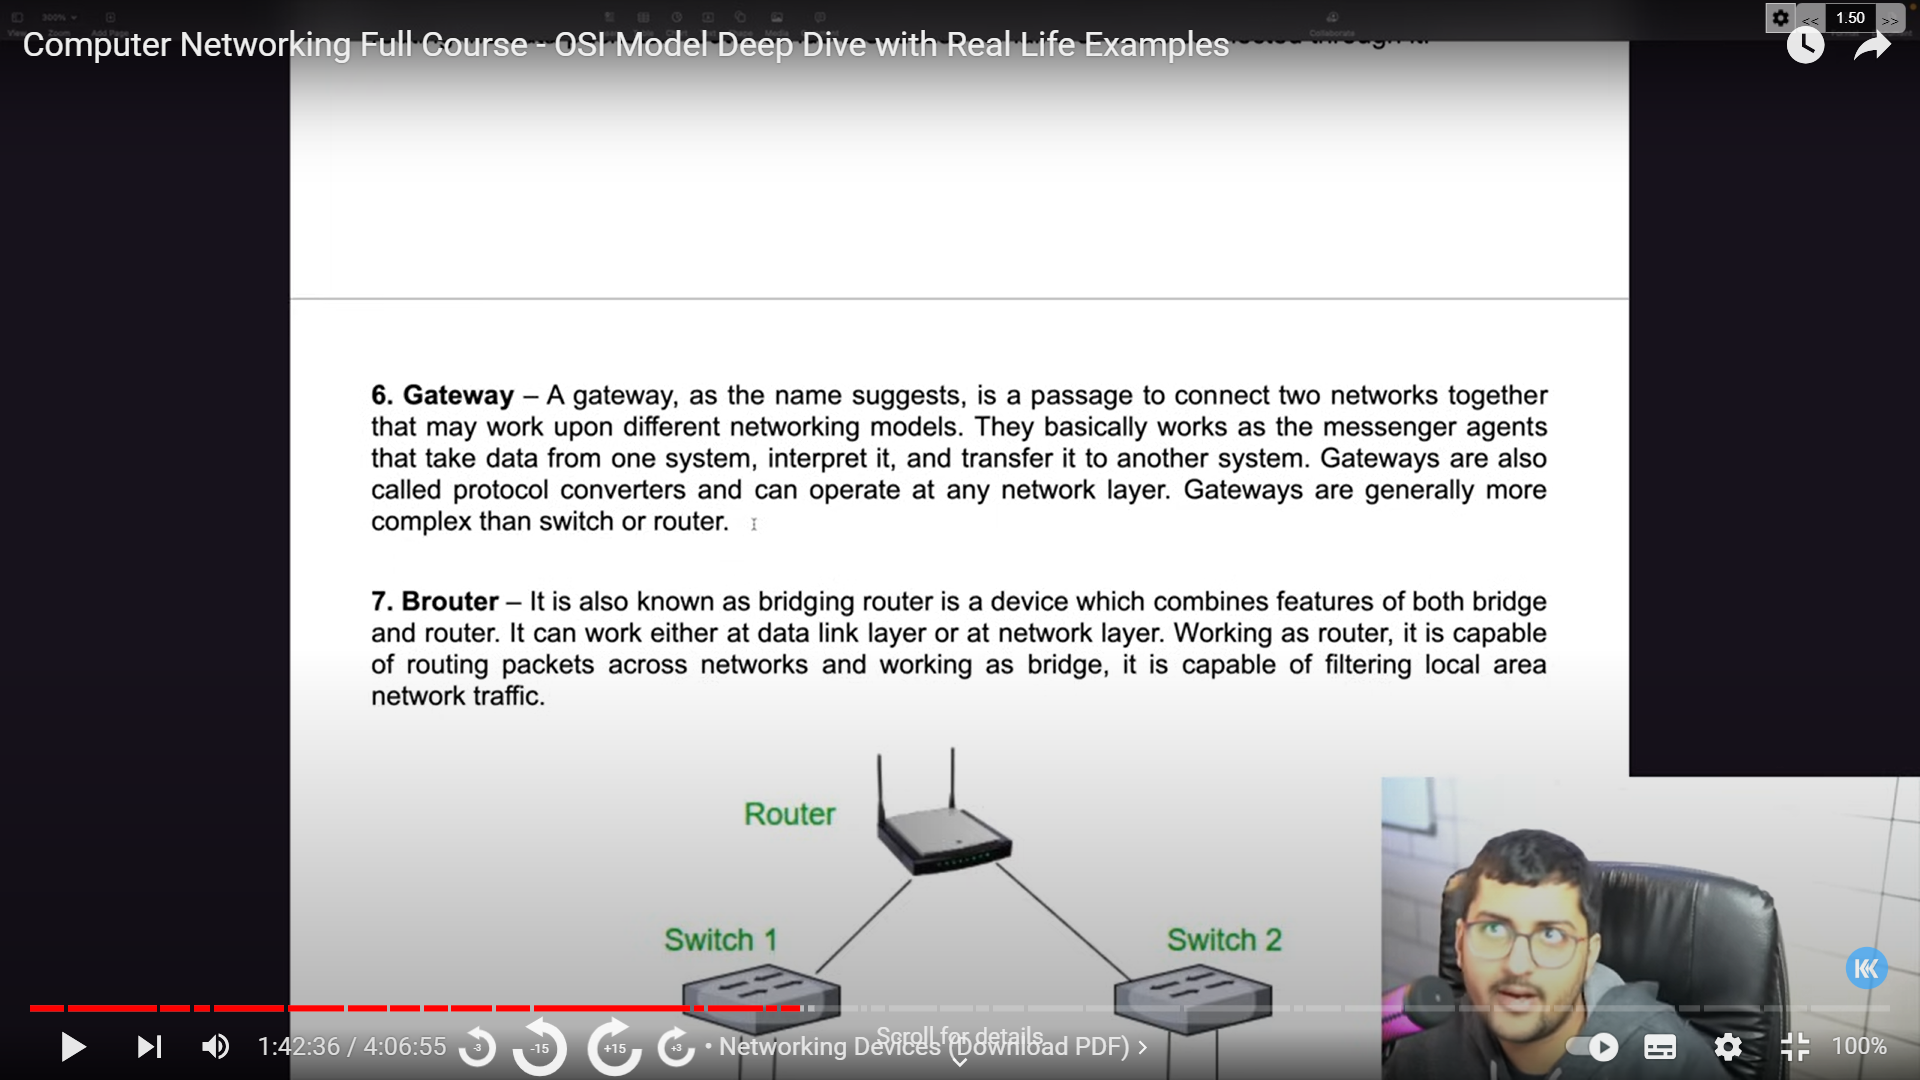 300%
<< 1.50 >>
Computer Networking Full Course - OSI Model Deep Dive with Real Life Examples
6. Gateway – A gateway, as the name suggests, is a passage to connect two networks together
that may work upon different networking models. They basically works as the messenger agents
that take data from one system, interpret it, and transfer it to another system. Gateways are also
called protocol converters and can operate at any network layer. Gateways are generally more
complex than switch or router.
7. Brouter – It is also known as bridging router is a device which combines features of both bridge
and router. It can work either at data link layer or at network layer. Working as router, it is capable
of routing packets across networks and working as bridge, it is capable of filtering local area
network traffic.
Router
Switch 1
Switch 2
Scroll for details
1:42:36 / 4:06:55 -3 -15 +15 +3 • Networking Devices (Download PDF) > 100%